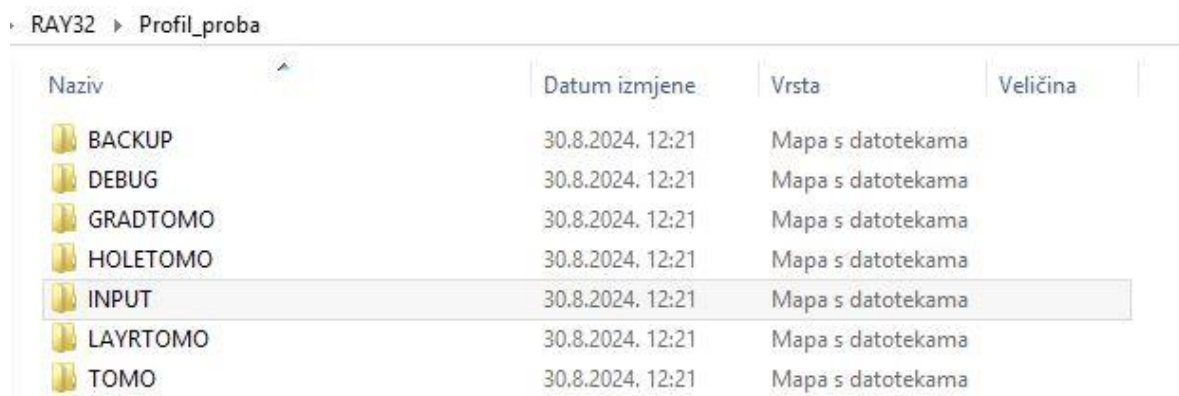 RAY32 ▸ Profil_proba
Naziv Datum izmjene Vrsta Veličina
BACKUP 30.8.2024. 12:21 Mapa s datotekama
DEBUG 30.8.2024. 12:21 Mapa s datotekama
GRADTOMO 30.8.2024. 12:21 Mapa s datotekama
HOLETOMO 30.8.2024. 12:21 Mapa s datotekama
INPUT 30.8.2024. 12:21 Mapa s datotekama
LAYRTOMO 30.8.2024. 12:21 Mapa s datotekama
TOMO 30.8.2024. 12:21 Mapa s datotekama